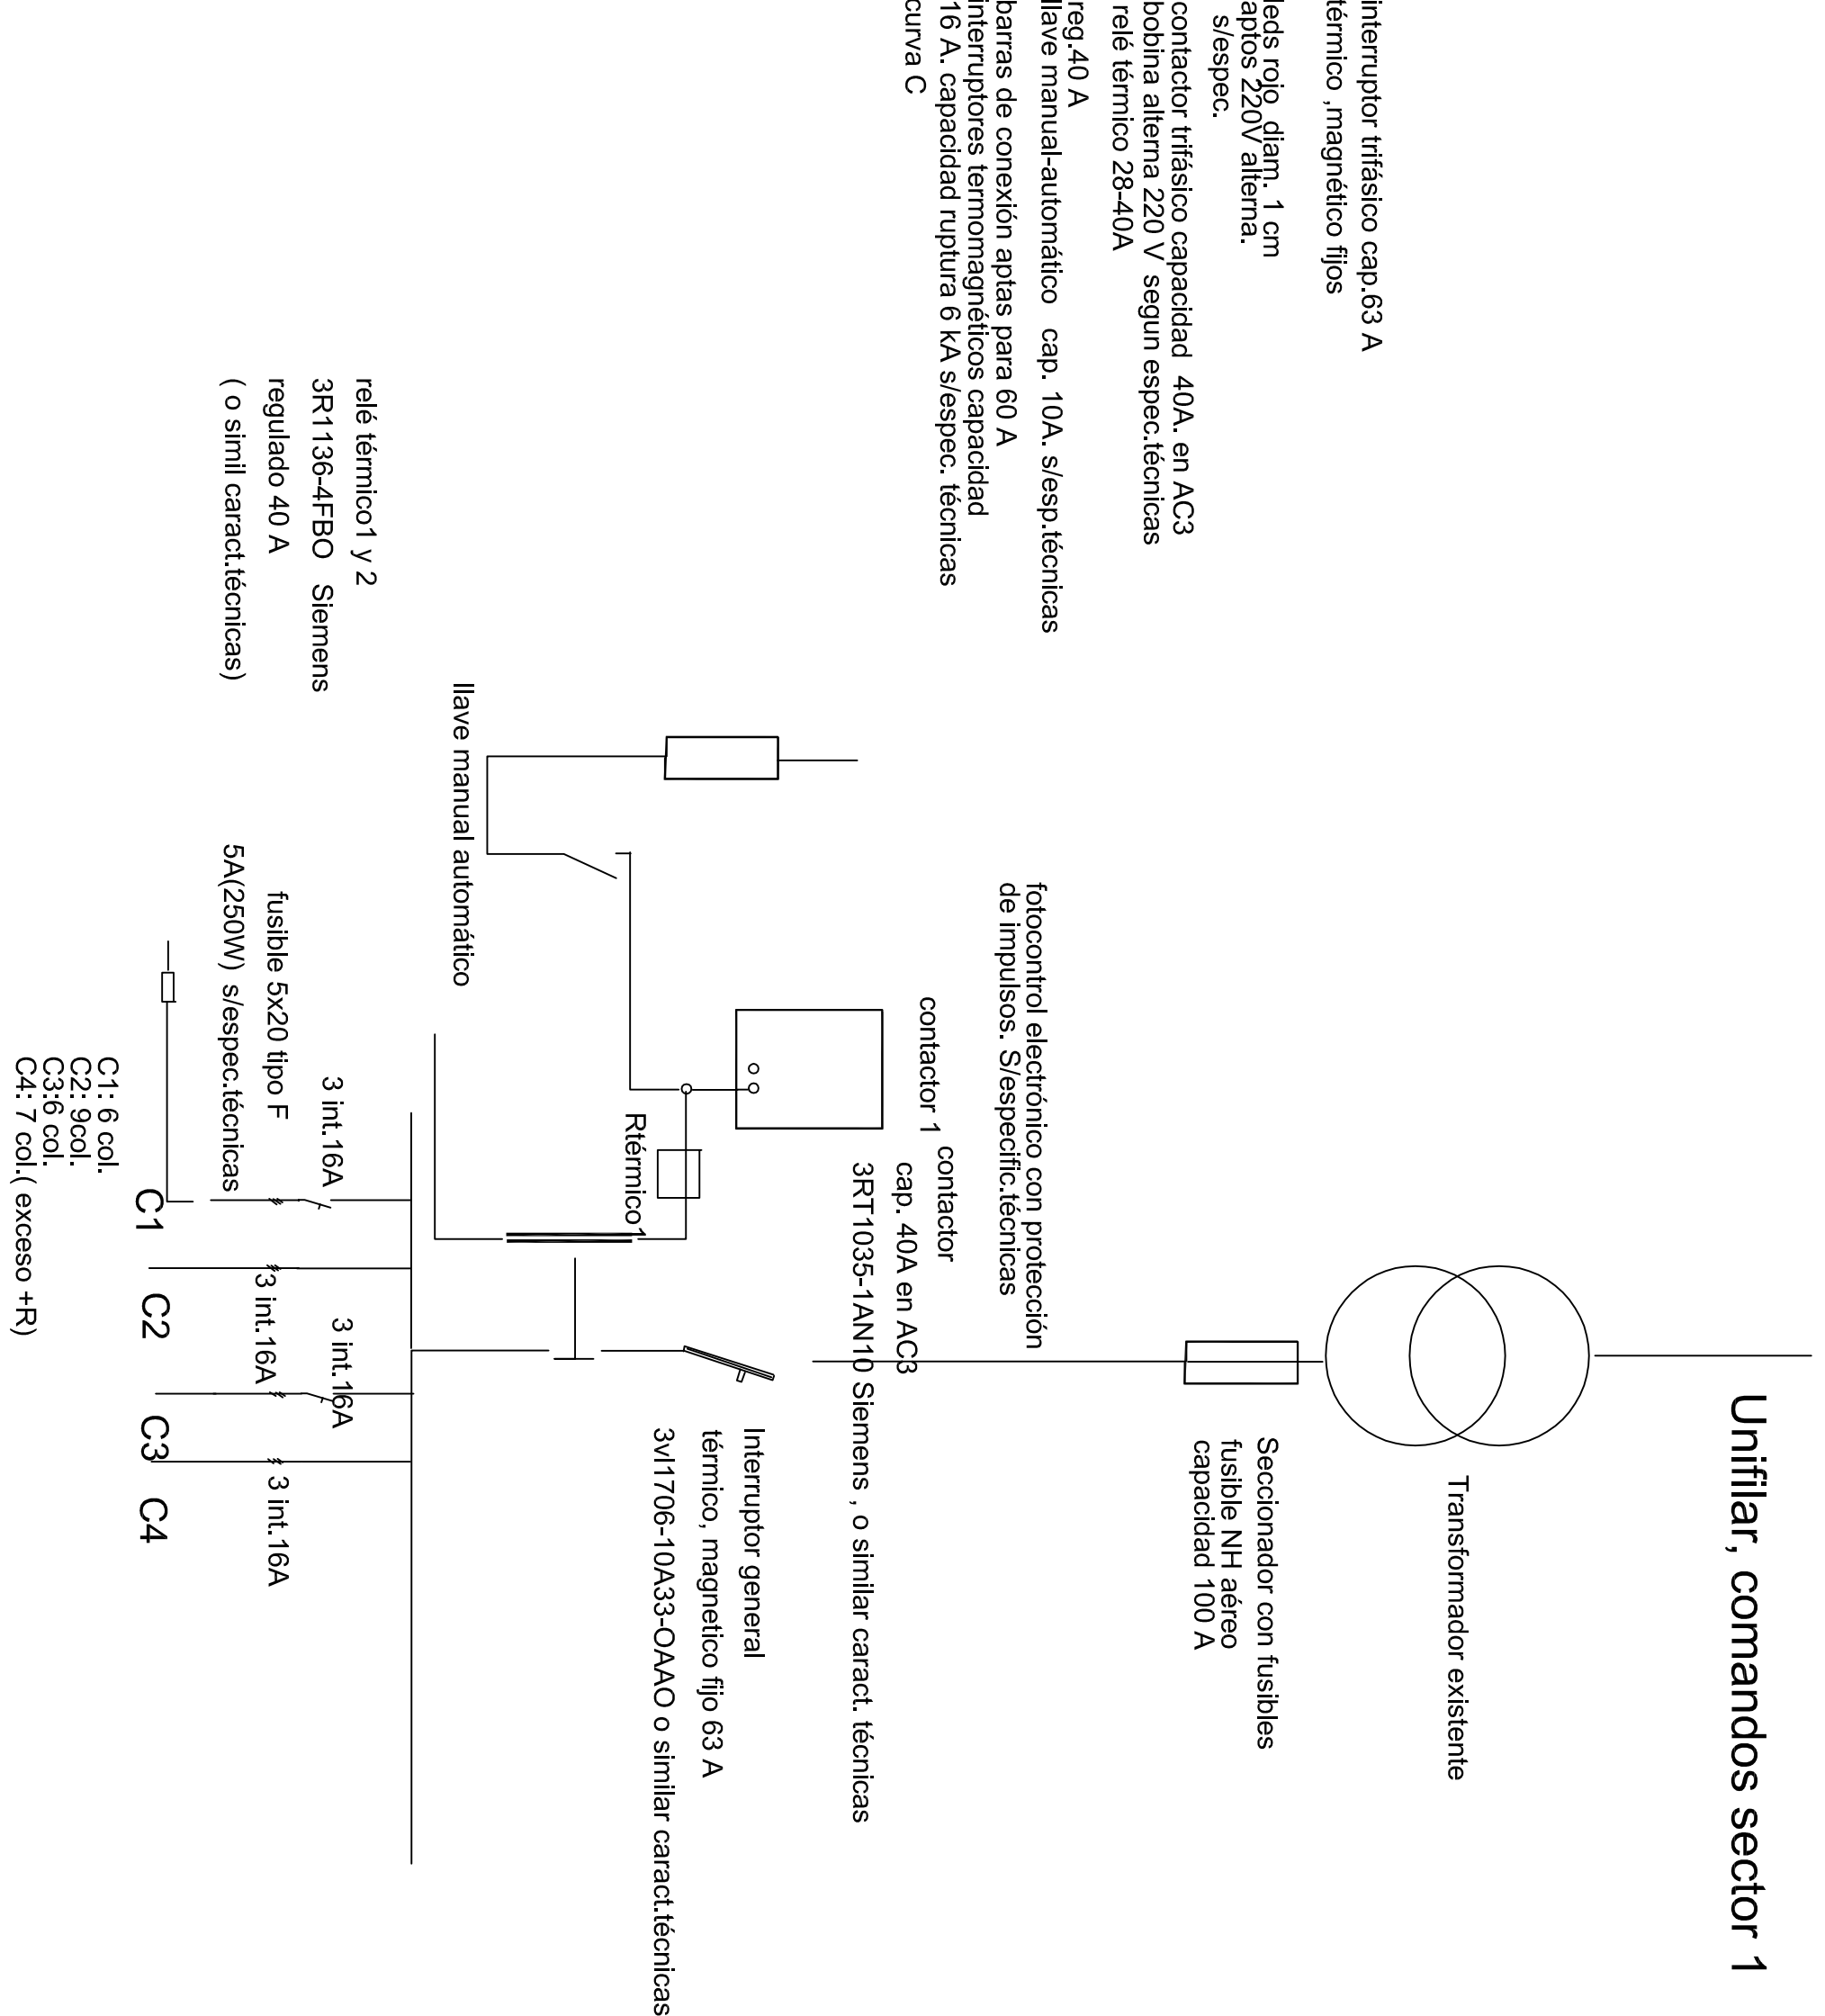 Unifilar, comandos sector 1
interruptor trifásico cap.63 A
térmico ,magnético fijos
leds rojo diam. 1 cm
aptos 220V alterna.
s/espec.
contactor trifásico capacidad 40A. en AC3
bobina alterna 220 V segun espec.técnicas
relé térmico 28-40A
reg.40 A
llave manual-automático cap. 10A. s/esp.técnicas
barras de conexión aptas para 60 A
interruptores termomagnéticos capacidad
16 A. capacidad ruptura 6 kA s/espec. técnicas
curva C
Transformador existente
Seccionador con fusibles
fusible NH aéreo
capacidad 100 A
fotocontrol electrónico con protección
de impulsos. S/especific.técnicas
contactor 1
contactor
cap. 40A en AC3
3RT1035-1AN10 Siemens , o similar caract. técnicas
Interruptor general
térmico, magnetico fijo 63 A
3vl1706-10A33-OAAO o similar caract.técnicas
Rtérmico1
llave manual automático
relé térmico1 y 2
3R1136-4FBO Siemens
regulado 40 A
( o simil caract.técnicas)
fusible 5x20 tipo F
5A(250W) s/espec.técnicas
3 int.16A
3 int.16A
3 int.16A
3 int.16A
C1
C2
C3
C4
C1: 6 col.
C2: 9col.
C3:6 col.
C4: 7 col.( exceso +R)